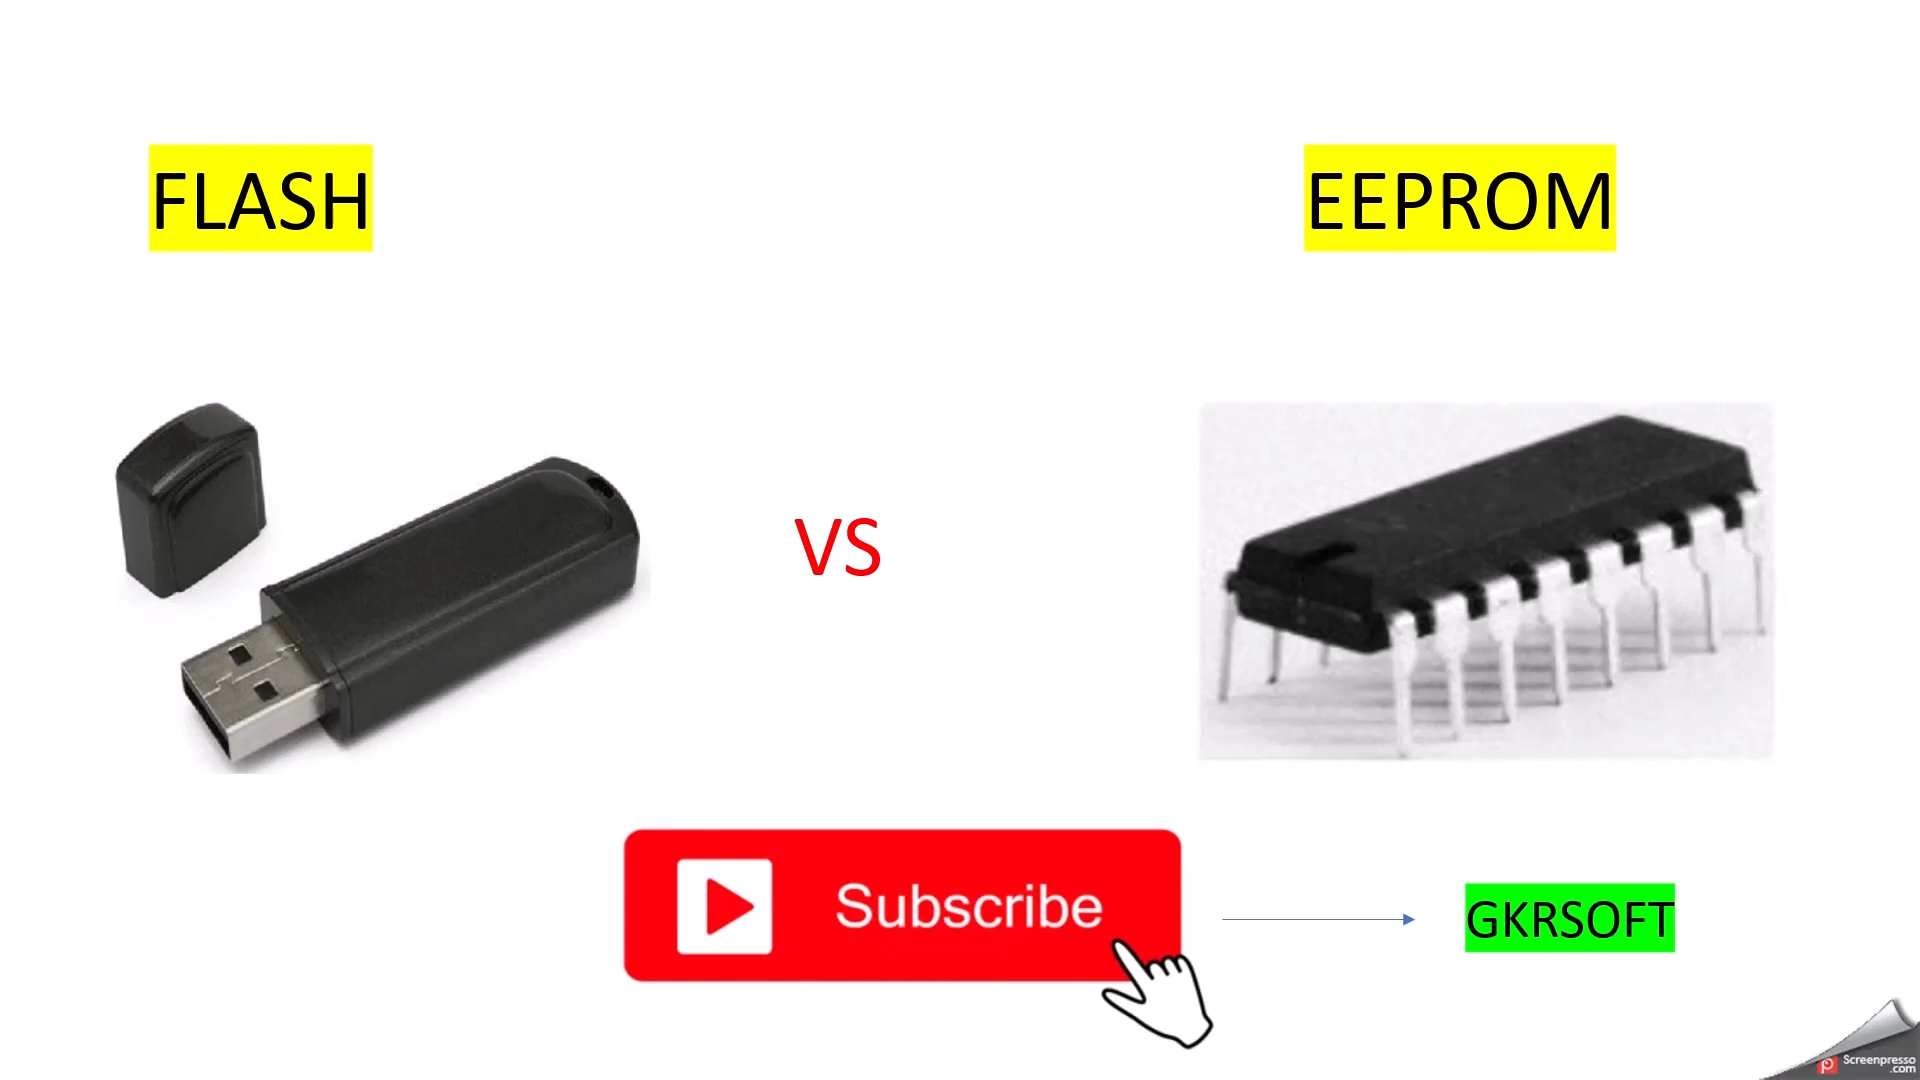 FLASH
EEPROM
VS
Subscribe
GKRSOFT
Screenpresso
.com